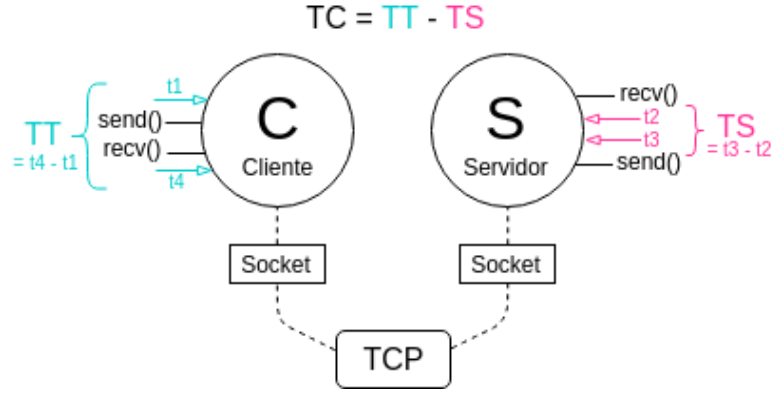 TC = TT - TS
t1
send()
recv()
t4
TT
= t4 - t1
C
Cliente
S
Servidor
recv()
t2
t3
send()
TS
= t3 - t2
Socket
Socket
TCP